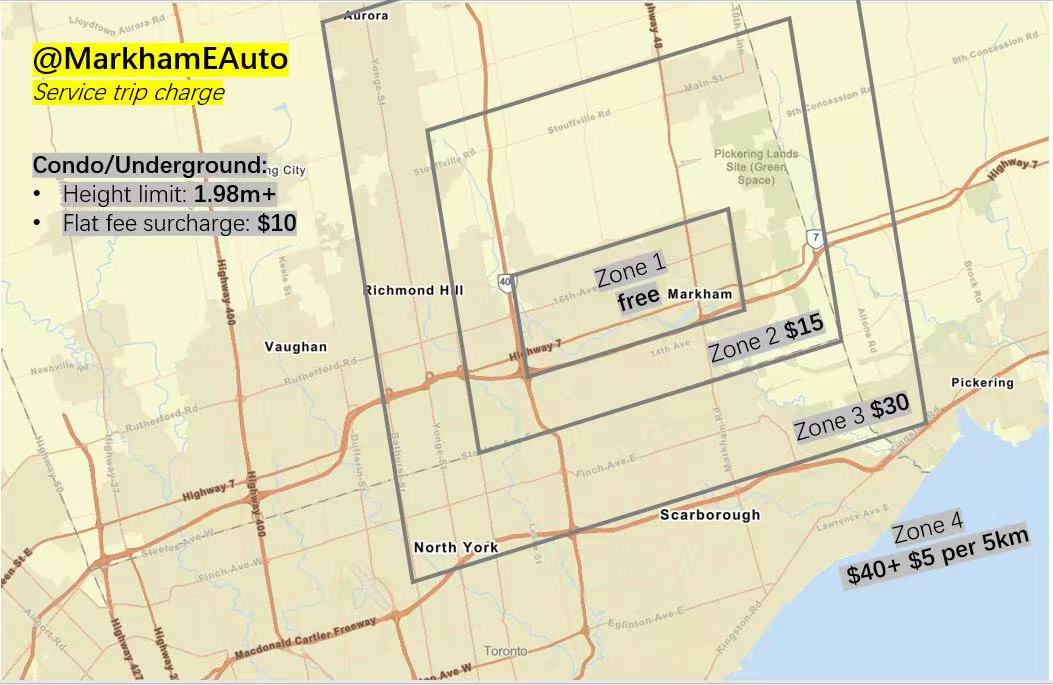 Aurora
Lloydtown Aurora Rd
@MarkhamEAuto
Service trip charge
Condo/Underground:
• Height limit: 1.98m+
• Flat fee surcharge: $10
ng City
Yonge-St
hway-48
10th Line
9th Concession Rd
Main-St
9th Concession Rd
Stouffville Rd
Stouffville Rd
Pickering Lands
Site (Green
Space)
Highway 7
7
Highway-400
Keele St
Richmond Hill
40
16th Ave
Zone 1
free
Markham
Brock Rd
Altona Rd
Vaughan
Highway 7
14th Ave
Zone 2 $15
Nashville Rd
Rutherford Rd
Rutherford Rd
Pickering
Zone 3 $30
Kingston Rd
Highway-50
Highway-27
Dufferin St
Bathurst St
Yonge-St
Finch-Ave-E
Markham-Rd
Highway 7
Highway-400
Steeles-Ave-W
Finch-Ave-W
Scarborough
Lawrence Ave E
Zone 4
$40+ $5 per 5km
North York
een St-E
Airport Rd
Highway-427
Highway-2
Macdonald Cartier Freeway
Eglinton-Ave-E
Kingston-Rd
Toronto
on Ave W